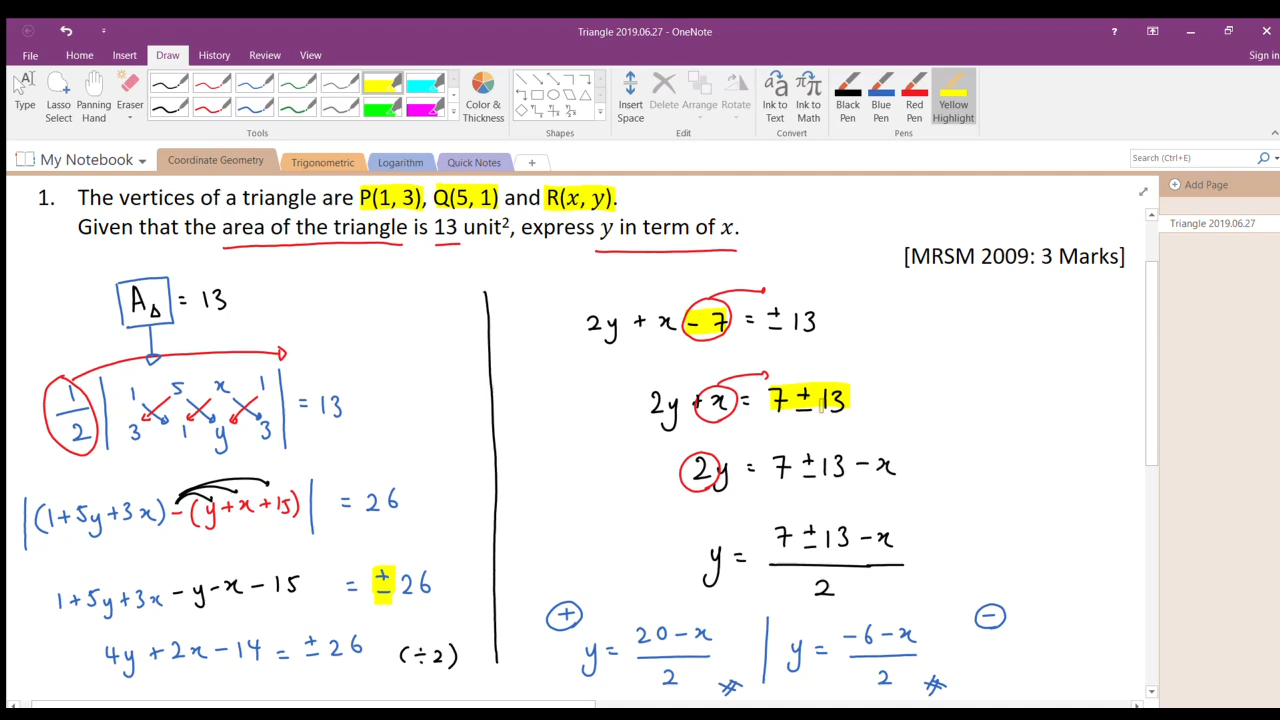 Triangle 2019.06.27 - OneNote
?
Sign in
File Home Insert Draw History Review View
Type Lasso Select Panning Hand Eraser Color & Thickness Insert Space Delete Arrange Rotate Ink to Text Ink to Math Black Pen Blue Pen Red Pen Yellow Highlight
Tools Shapes Edit Convert Pens
My Notebook Coordinate Geometry Trigonometric Logarithm Quick Notes + Search (Ctrl+E)
Add Page
Triangle 2019.06.27
1. The vertices of a triangle are P(1, 3), Q(5, 1) and R(x, y).
Given that the area of the triangle is 13 unit², express y in term of x.
[MRSM 2009: 3 Marks]
A△ = 13
1/2 | 1 5 x 1 | = 13
3 1 y 3
|(1+5y+3x) -(y+x+15)| = 26
1+5y+3x -y-x-15 = ±26
4y+2x-14 = ±26 (÷2)
2y + x - 7 = ±13
2y + x = 7 ± 13
2y = 7 ± 13 - x
y = 7 ± 13 - x
2
+ −
y = 20 - x | y = -6 - x
2 2